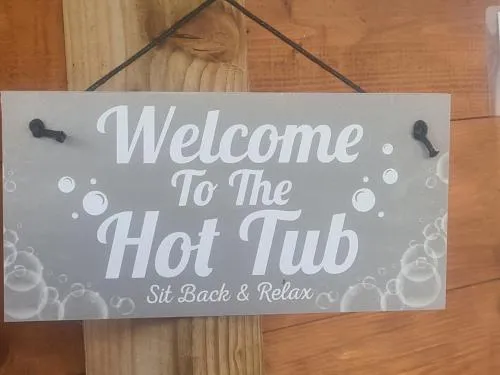 Welcome
To The
Hot Tub
Sit Back & Relax